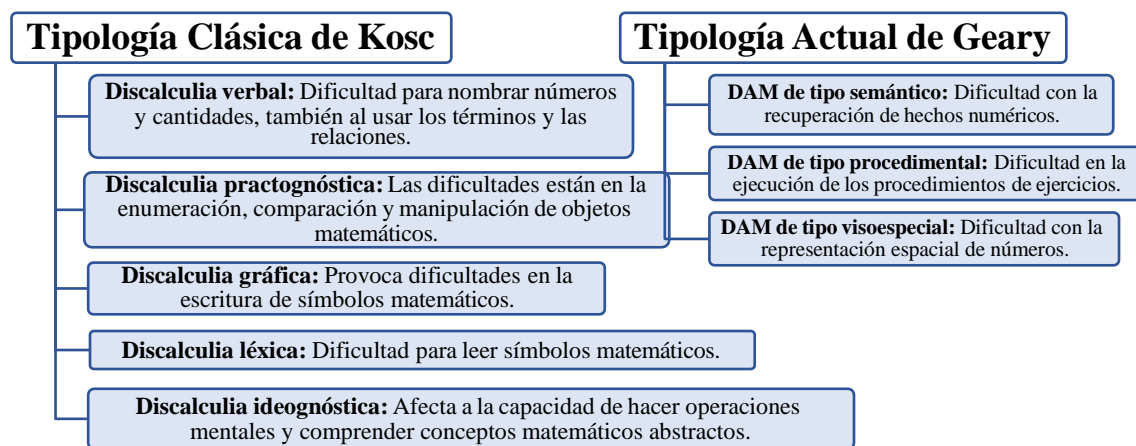 Tipología Clásica de Kosc
Discalculia verbal: Dificultad para nombrar números
y cantidades, también al usar los términos y las
relaciones.
Discalculia practognóstica: Las dificultades están en la
enumeración, comparación y manipulación de objetos
matemáticos.
Discalculia gráfica: Provoca dificultades en la
escritura de símbolos matemáticos.
Discalculia léxica: Dificultad para leer símbolos matemáticos.
Discalculia ideognóstica: Afecta a la capacidad de hacer operaciones
mentales y comprender conceptos matemáticos abstractos.
Tipología Actual de Geary
DAM de tipo semántico: Dificultad con la
recuperación de hechos numéricos.
DAM de tipo procedimental: Dificultad en la
ejecución de los procedimientos de ejercicios.
DAM de tipo visoespecial: Dificultad con la
representación espacial de números.